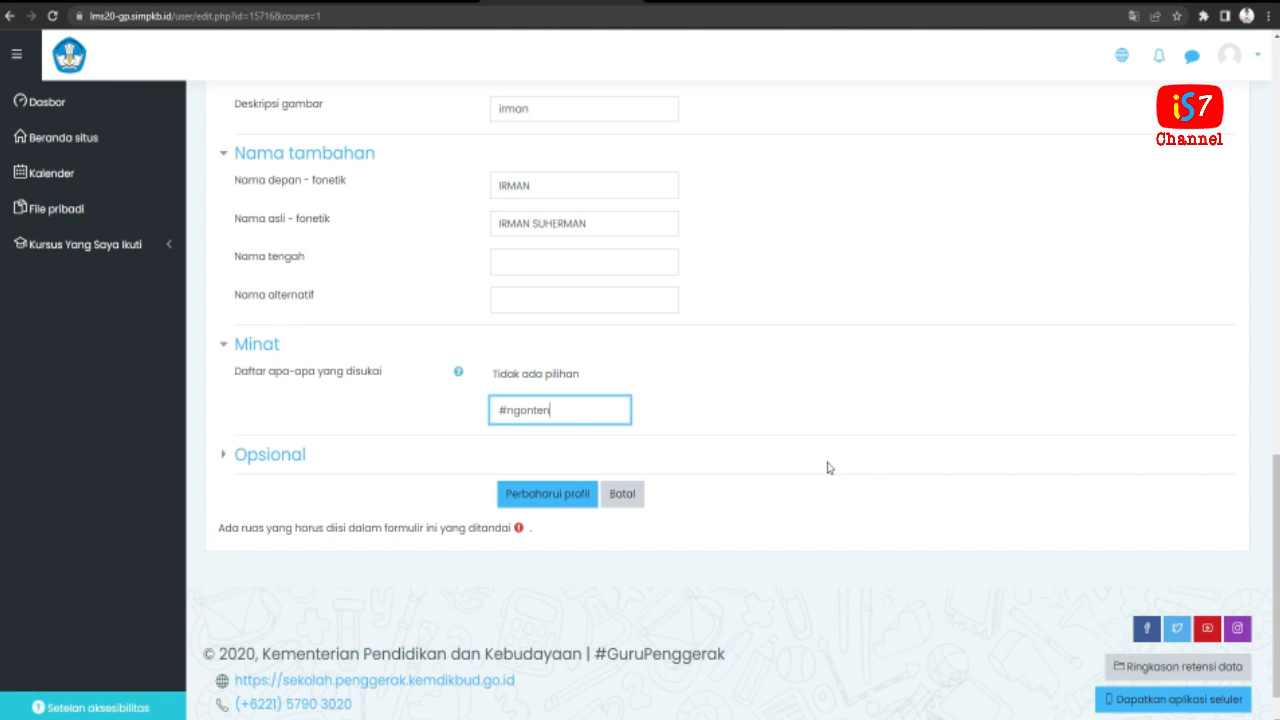 lms20-gp.simpkb.id/user/edit.php?id=15716&course=1
iS7
Channel
Dasbor
Beranda situs
Kalender
File pribadi
Kursus Yang Saya Ikuti
Deskripsi gambar
irman
Nama tambahan
Nama depan - fonetik
IRMAN
Nama asli - fonetik
IRMAN SUHERMAN
Nama tengah
Nama alternatif
Minat
Daftar apa-apa yang disukai
Tidak ada pilihan
#ngonten
Opsional
Perbaharui profil
Batal
Ada ruas yang harus diisi dalam formulir ini yang ditandai .
© 2020, Kementerian Pendidikan dan Kebudayaan | #GuruPenggerak
https://sekolah.penggerak.kemdikbud.go.id
(+6221) 5790 3020
Ringkasan retensi data
Dapatkan aplikasi seluler
Setelan aksesibilitas